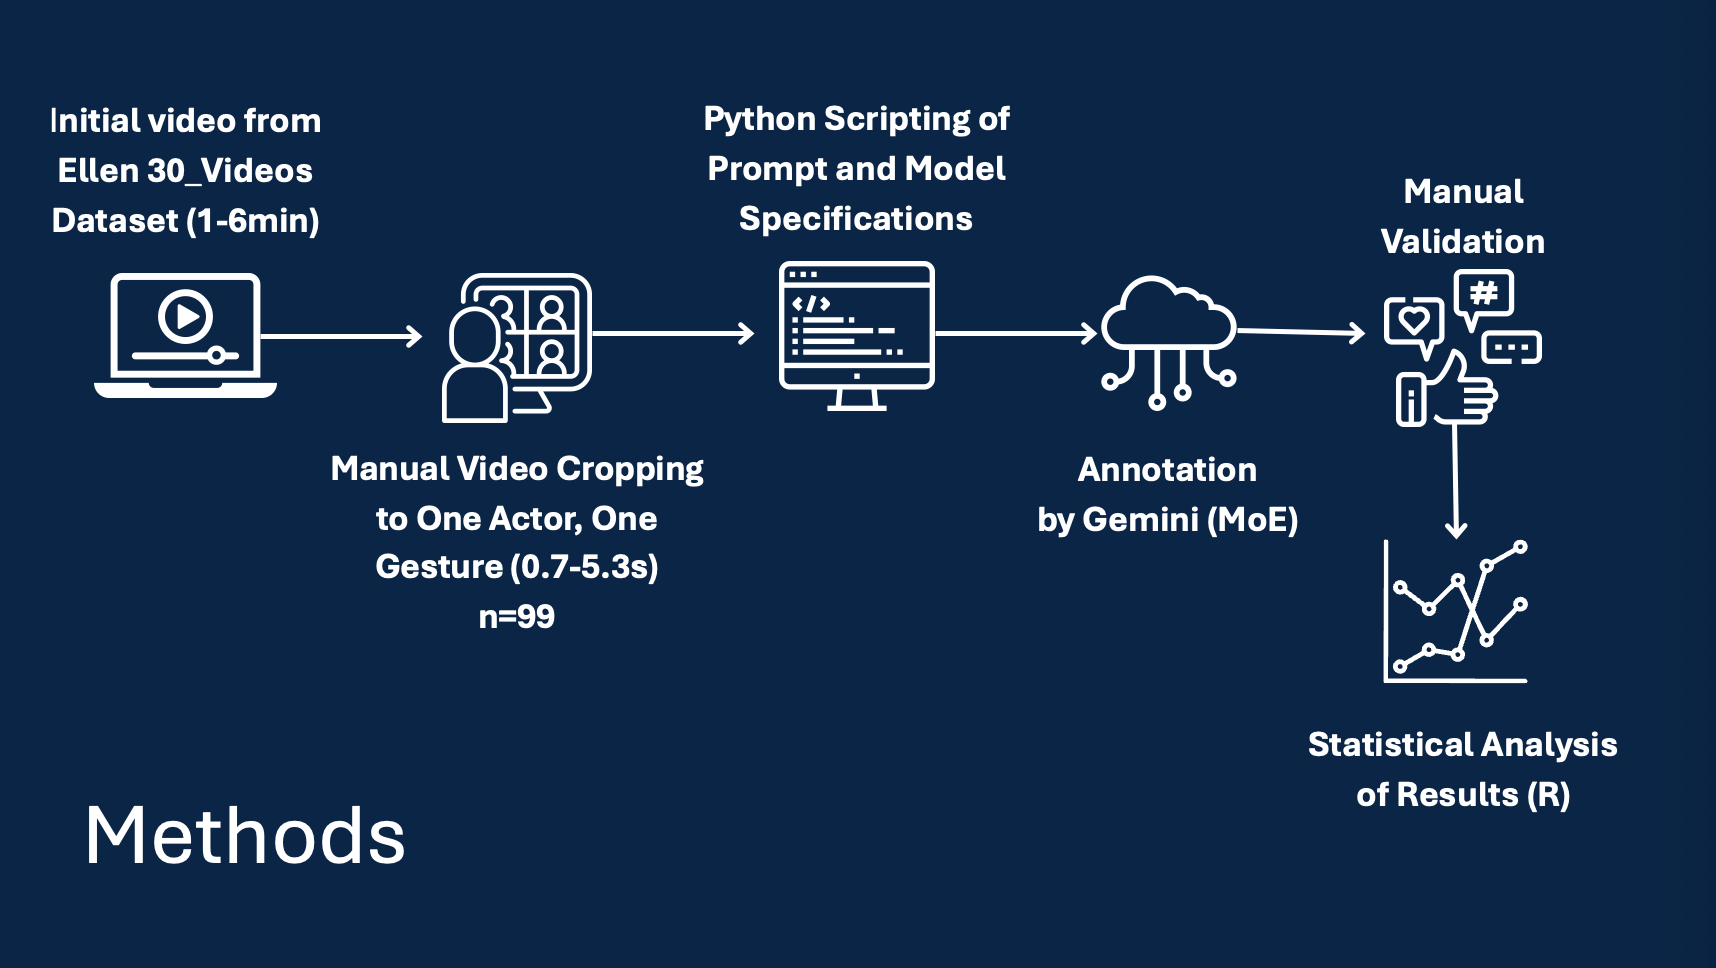 Initial video from
Ellen 30_Videos
Dataset (1-6min)
Manual Video Cropping
to One Actor, One
Gesture (0.7-5.3s)
n=99
Python Scripting of
Prompt and Model
Specifications
</>
Annotation
by Gemini (MoE)
Manual
Validation
#
Statistical Analysis
of Results (R)
Methods